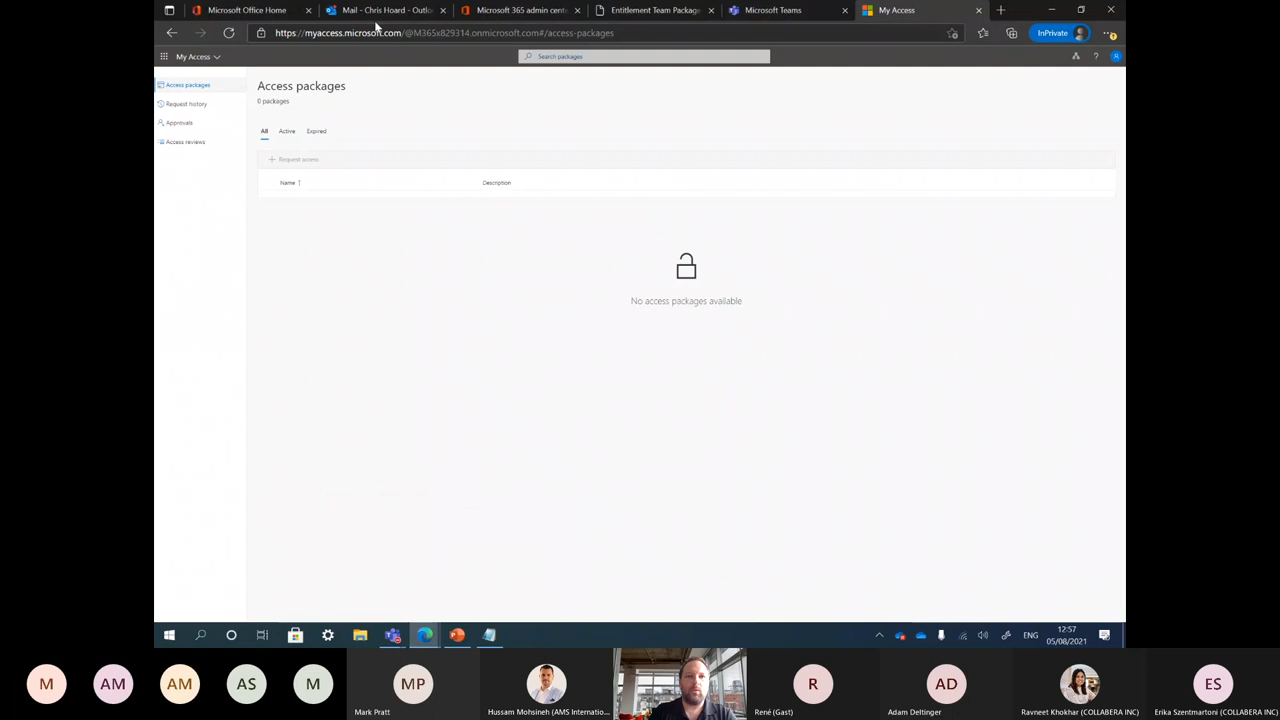 Microsoft Office Home
Mail - Chris Hoard - Outlo
Microsoft 365 admin cent
Entitlement Team Package
Microsoft Teams
My Access
https://myaccess.microsoft.com/@M365x829314.onmicrosoft.com#/access-packages
InPrivate
My Access
Search packages
?
Access packages
Request history
Approvals
Access reviews
Access packages
0 packages
All
Active
Expired
+ Request access
Name ↑
Description
No access packages available
ENG
12:57
05/08/2021
M
AM
AM
AS
M
MP
R
AD
ES
Mark Pratt
Hussam Mohsineh (AMS Internatio...
René (Gast)
Adam Deltinger
Ravneet Khokhar (COLLABERA INC)
Erika Szentmartoni (COLLABERA INC)